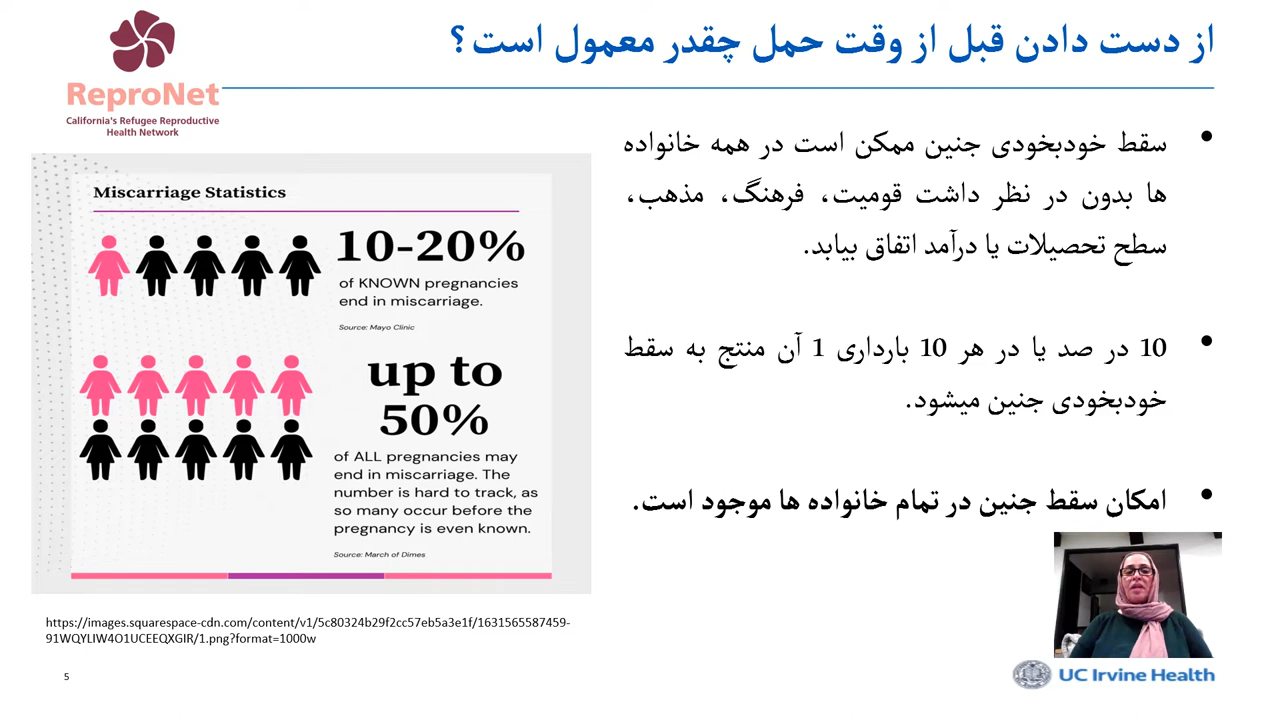 از دست دادن قبل از وقت حمل چقدر معمول است؟
ReproNet
California's Refugee Reproductive
Health Network
• سقط خودبخودی جنین ممکن است در همه خانواده
ها بدون در نظر داشت قومیت، فرهنگ، مذهب،
سطح تحصیلات یا درآمد اتفاق بیابد.
• 10 در صد یا در هر 10 بارداری 1 آن منتج به سقط
خودبخودی جنین میشود.
• امکان سقط جنین در تمام خانواده ها موجود است.
Miscarriage Statistics
10-20%
of KNOWN pregnancies
end in miscarriage.
Source: Mayo Clinic
up to
50%
of ALL pregnancies may
end in miscarriage. The
number is hard to track, as
so many occur before the
pregnancy is even known.
Source: March of Dimes
https://images.squarespace-cdn.com/content/v1/5c80324b29f2cc57eb5a3e1f/1631565587459-
91WQYLIW4O1UCEEQXGIR/1.png?format=1000w
5
UC Irvine Health